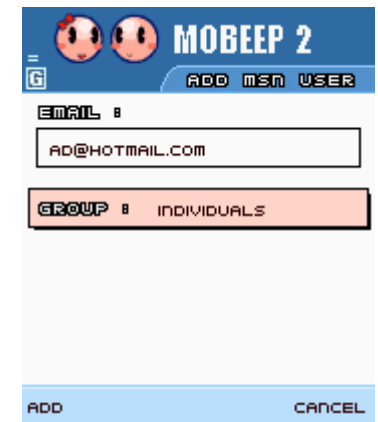 MOBEEP 2
G
ADD MSN USER
EMAIL :
AD@HOTMAIL.COM
GROUP : INDIVIDUALS
ADD CANCEL